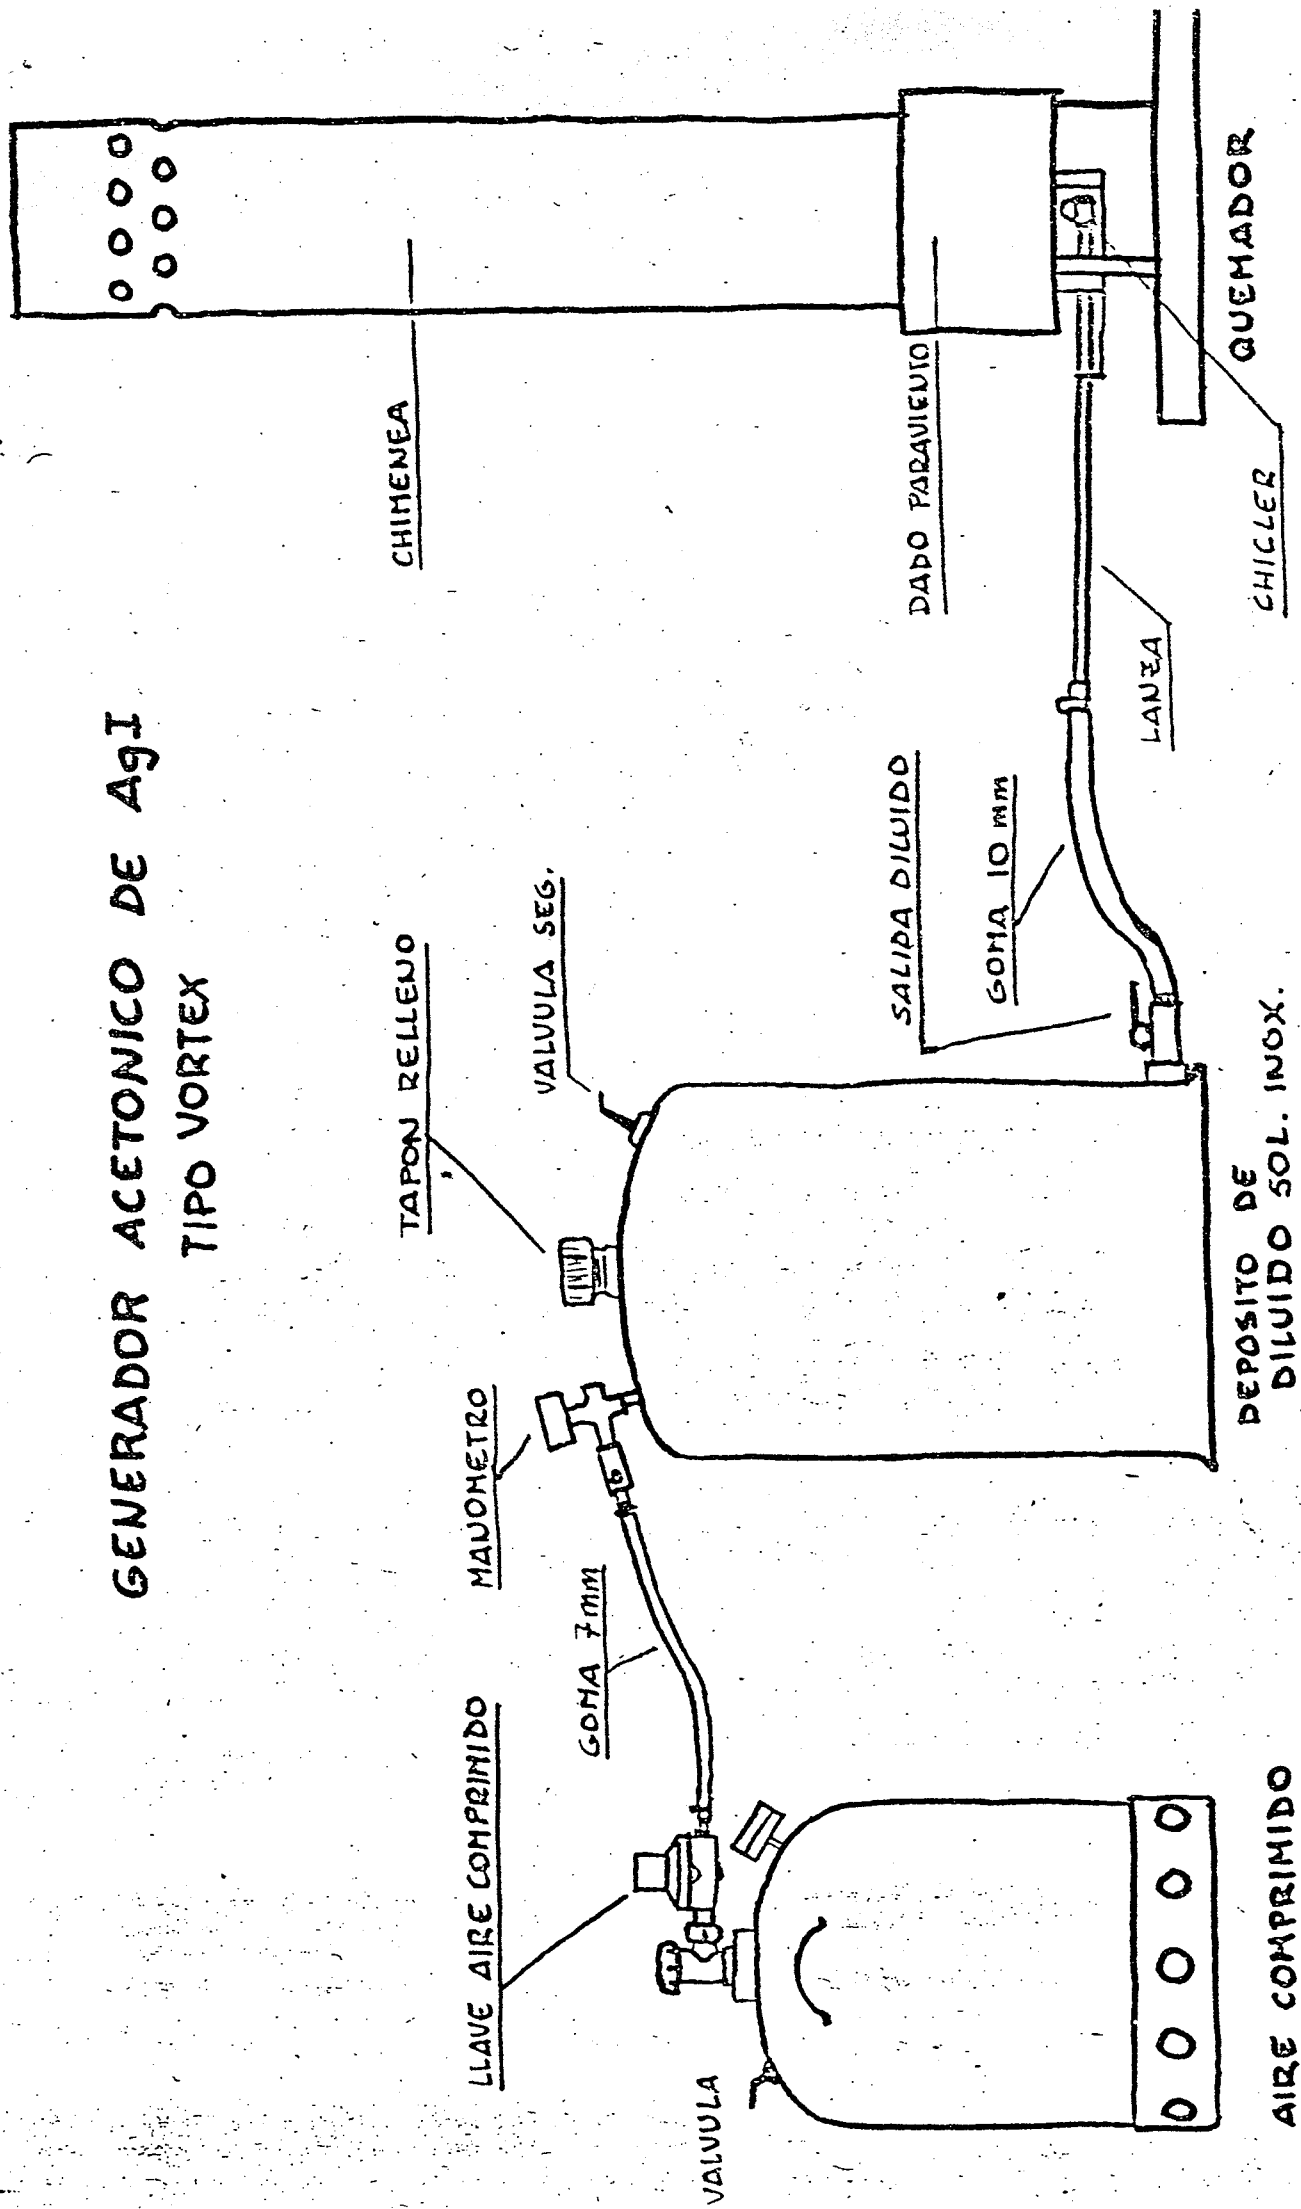 GENERADOR ACETONICO DE AgI
TIPO VORTEX
LLAVE AIRE COMPRIMIDO
MANOMETRO
TAPON RELLENO
CHIMENEA
GOMA 7mm
VALVULA SEG.
VALVULA
SALIDA DILUIDO
DADO PARAVIENTO
GOMA 10 mm
LANZA
CHICLER
AIRE COMPRIMIDO
DEPOSITO DE
DILUIDO SOL. INOX.
QUEMADOR